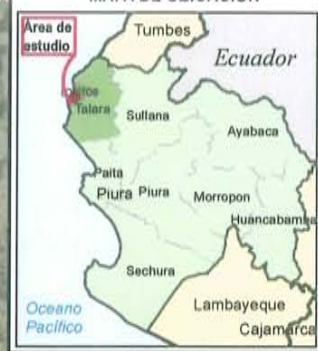 Área de
estudio
Tumbes
Ecuador
Talara
Sullana
Ayabaca
Paita
Piura
Piura
Morropon
Huancabamba
Sechura
Oceano
Pacífico
Lambayeque
Cajamarca